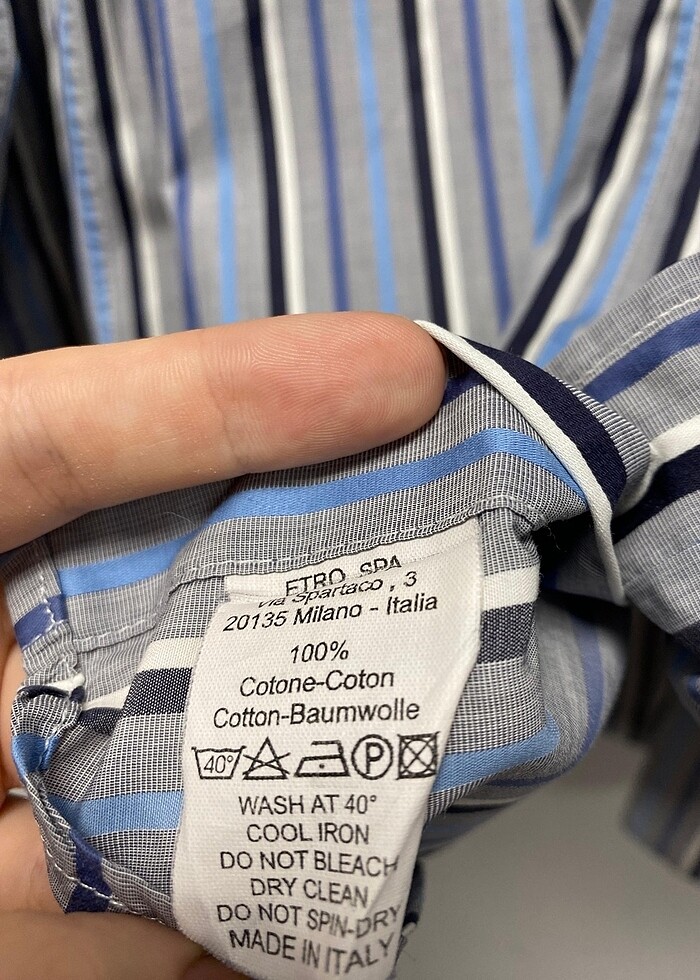 ETRO SPA
Via Spartaco, 3
20135 Milano - Italia
100%
Cotone-Coton
Cotton-Baumwolle
40° P
WASH AT 40°
COOL IRON
DO NOT BLEACH
DRY CLEAN
DO NOT SPIN-DRY
MADE IN ITALY